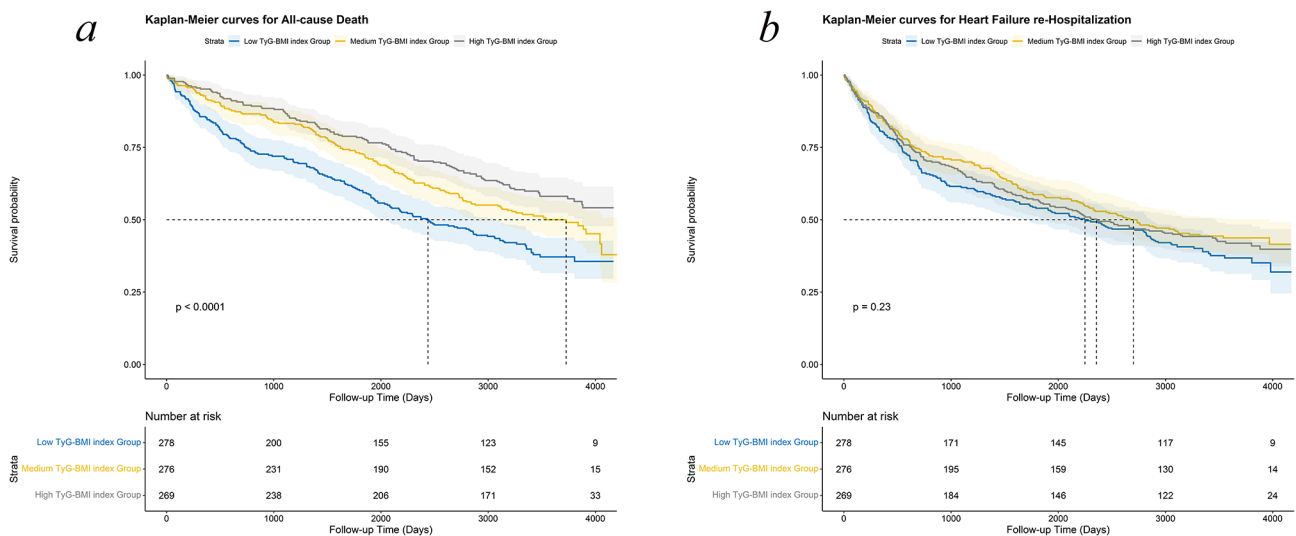 a
Kaplan-Meier curves for All-cause Death
Strata Low TyG-BMI index Group Medium TyG-BMI index Group High TyG-BMI index Group
Survival probability
1.00
0.75
0.50
0.25
0.00
p < 0.0001
0 1000 2000 3000 4000
Follow-up Time (Days)
Number at risk
Strata
Low TyG-BMI index Group 278 200 155 123 9
Medium TyG-BMI index Group 276 231 190 152 15
High TyG-BMI index Group 269 238 206 171 33
0 1000 2000 3000 4000
Follow-up Time (Days)
b
Kaplan-Meier curves for Heart Failure re-Hospitalization
Strata Low TyG-BMI index Group Medium TyG-BMI index Group High TyG-BMI index Group
Survival probability
1.00
0.75
0.50
0.25
0.00
p = 0.23
0 1000 2000 3000 4000
Follow-up Time (Days)
Number at risk
Strata
Low TyG-BMI index Group 278 171 145 117 9
Medium TyG-BMI index Group 276 195 159 130 14
High TyG-BMI index Group 269 184 146 122 24
0 1000 2000 3000 4000
Follow-up Time (Days)